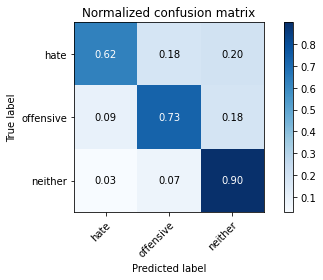 Normalized confusion matrix
True label
hate 0.62 0.18 0.20
offensive 0.09 0.73 0.18
neither 0.03 0.07 0.90
hate offensive neither
Predicted label
0.8
0.7
0.6
0.5
0.4
0.3
0.2
0.1